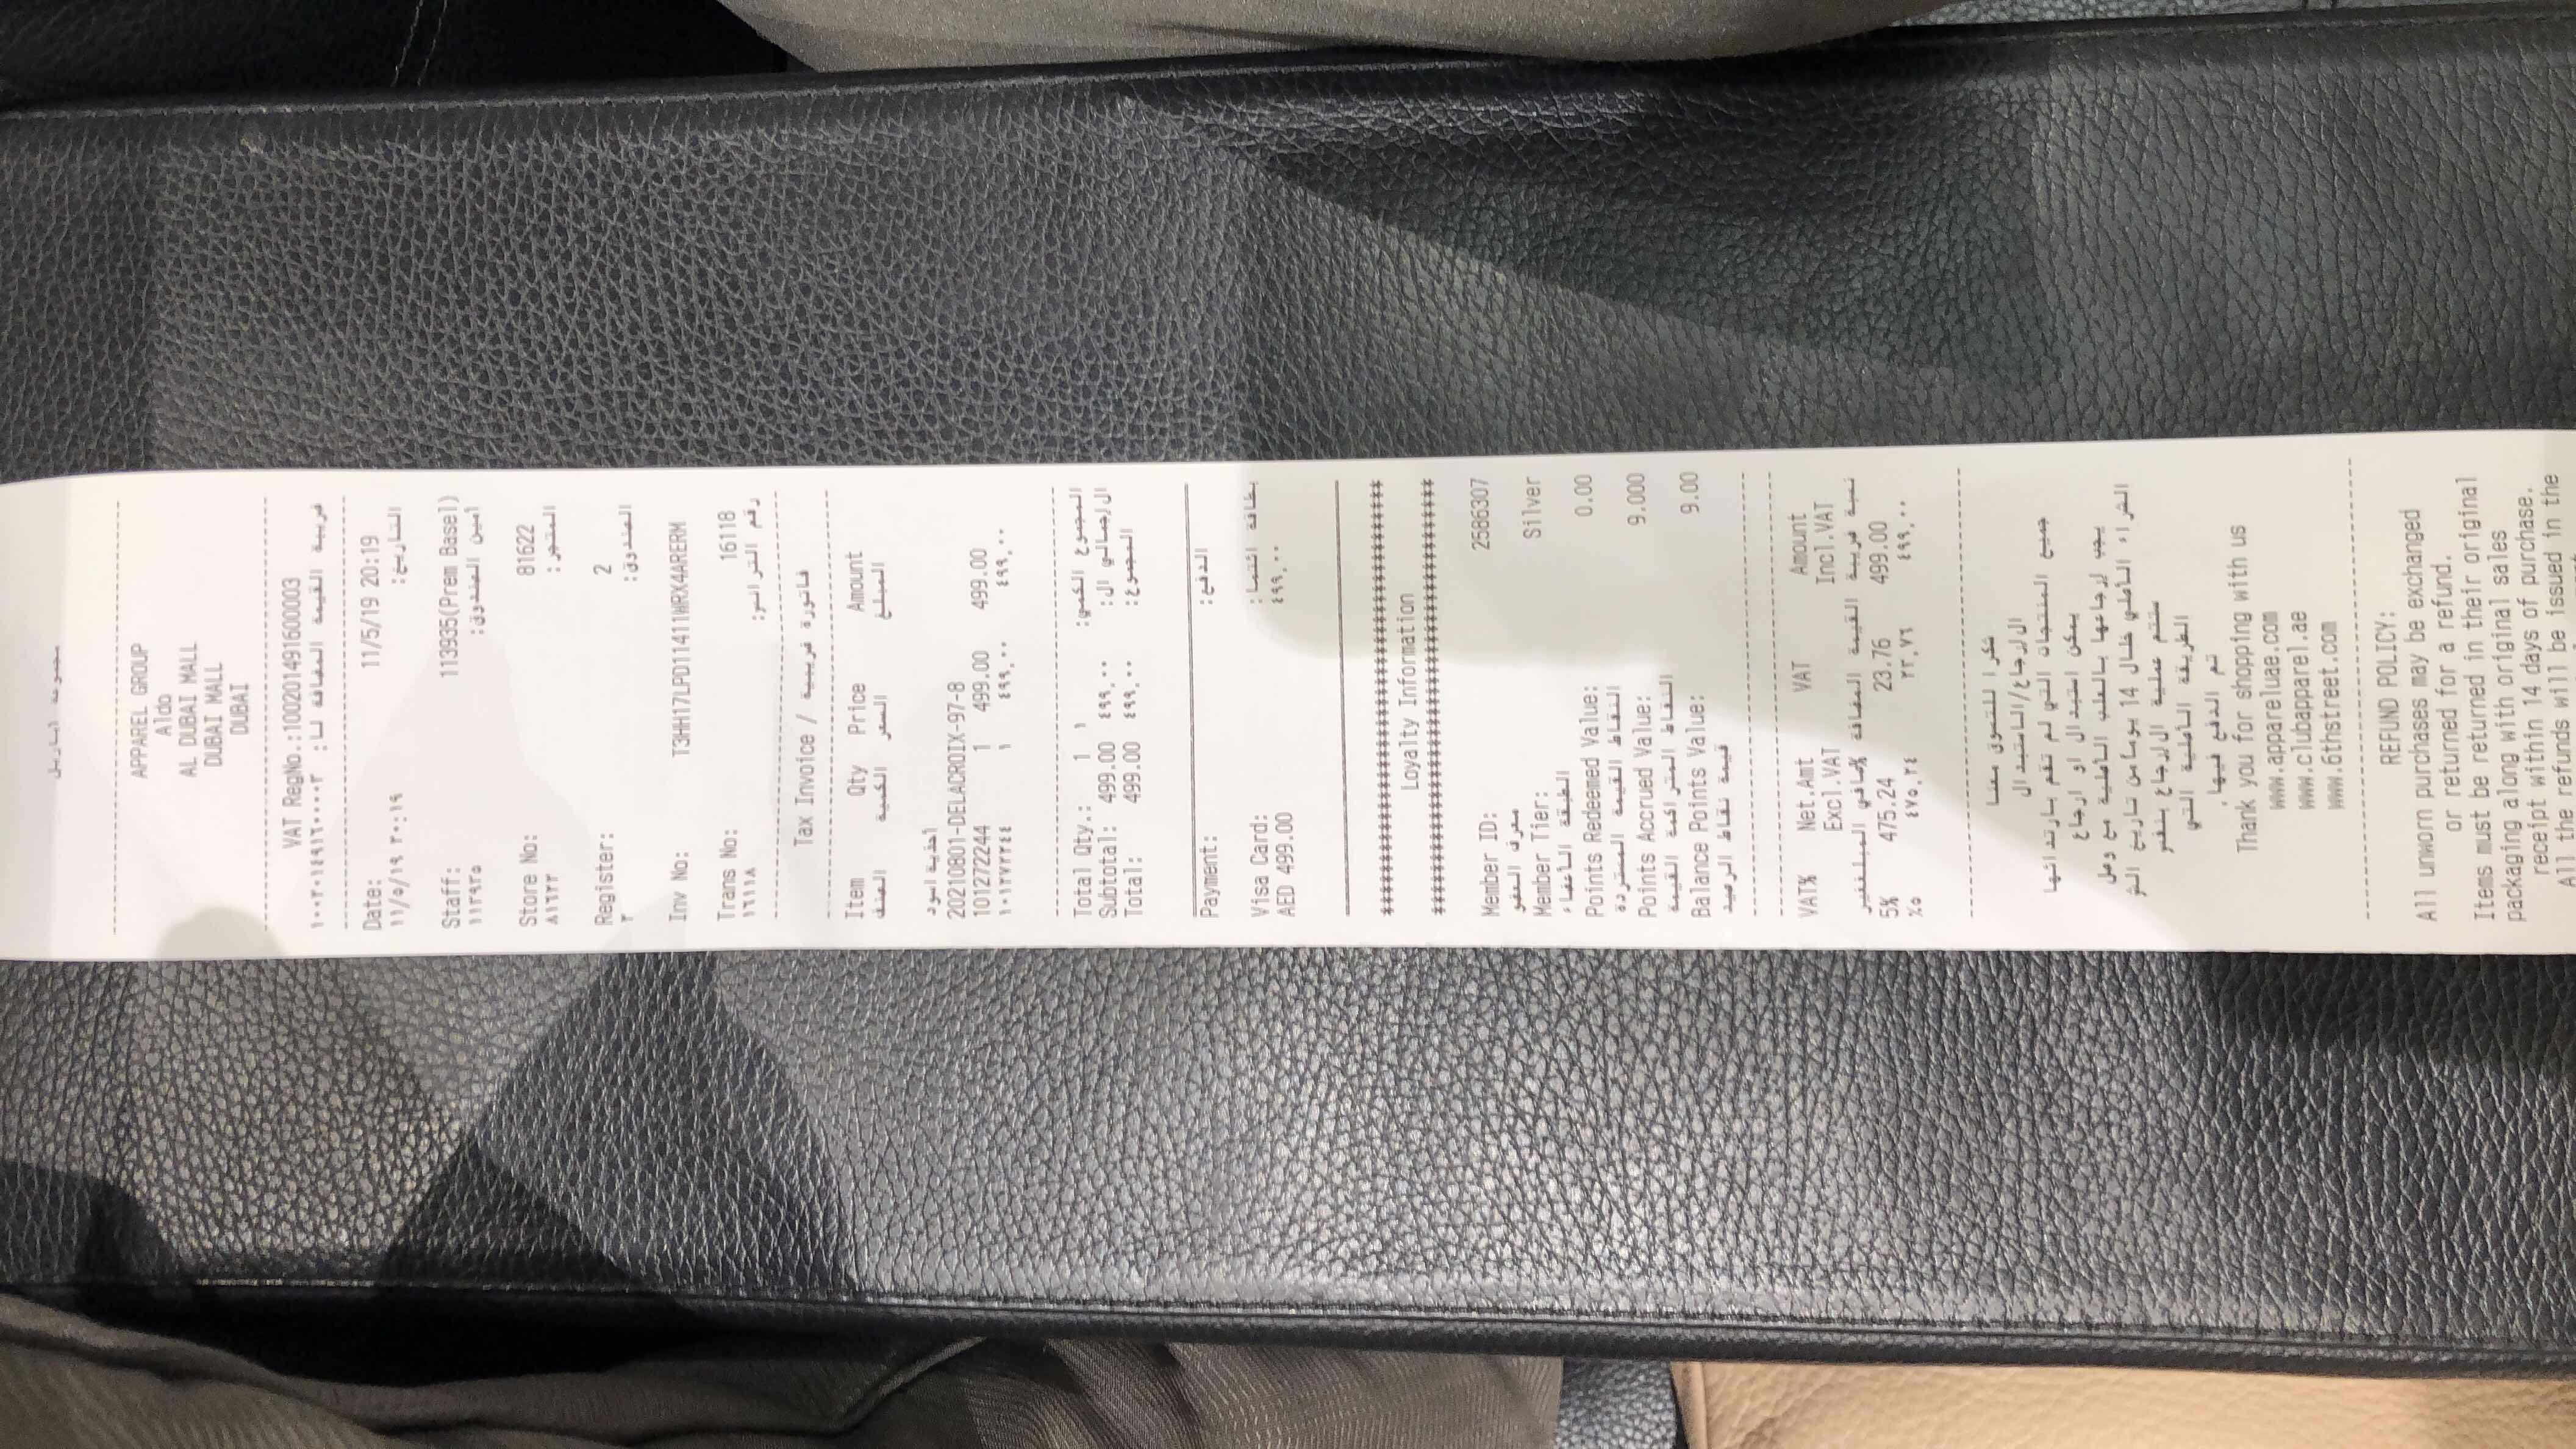 مجموعة اباريل
APPAREL GROUP
Aldo
AL DUBAI MALL
DUBAI MALL
DUBAI
VAT RegNo.:100201491600003
ضريبة القيمة المضافة لا: ١٠٠٢٠١٤٩١٦٠٠٠٠٣
Date: 11/5/19 20:19
١١/٥/١٩ ٢٠:١٩ التاريخ:
Staff: 113935(Prem Basel)
١١٣٩٣٥ أمين الصندوق:
Store No: 81622
٨١٦٢٢ المتجر:
Register: 2
٢ الصندوق:
Inv No: T3HH17LPD11411WRX4ARERM
Trans No: 16118
١٦١١٨ رقم الترانس:
Tax Invoice / فاتورة ضريبية
Item Qty Price Amount
الصنف الكمية السعر المبلغ
أحذية اسود
20210801-DELACROIX-97-8
101272244 1 499.00 499.00
١٠١٢٧٢٢٤٤ ١ ٤٩٩,٠٠ ٤٩٩,٠٠
Total Qty.: 1 ١ المجموع الكمي:
Subtotal: 499.00 ٤٩٩,٠٠ الإجمالي ال:
Total: 499.00 ٤٩٩,٠٠ المجموع:
Payment: الدفع:
Visa Card: بطاقة ائتما:
AED 499.00 ٤٩٩,٠٠
******************************************
Loyalty Information
******************************************
Member ID: 2586307
معرف العضو
Member Tier: Silver
الطبقة الأعضاء
Points Redeemed Value: 0.00
النقاط القيمة المستردة
Points Accrued Value: 9.000
النقاط المتراكمة القيمة
Balance Points Value: 9.00
قيمة نقاط الرصيد
VAT% Net.Amt VAT Amount
Excl.VAT Incl.VAT
نسبة ضريبة القيمة المضافة %صافي المبلغغير
5% 475.24 23.76 499.00
%٥ ٤٧٥,٢٤ ٢٣,٧٦ ٤٩٩,٠٠
شكرا للتسوق معنا
الإرجاع/الاستبدال
جميع المنتجات التي لم تقم بارتدائها
يمكن استبدال او ارجاع
يجب إرجاعها بالعلب الأصلية مع وصل
الشراء الأصلي خلال 14 يوما من تاريخ الش
ستتم عملية الإرجاع بنفس
الطريقة الأصلية التي
تم الدفع فيها.
Thank you for shopping with us
www.appareluae.com
www.clubapparel.ae
www.6thstreet.com
REFUND POLICY:
All unworn purchases may be exchanged
or returned for a refund.
Items must be returned in their original
packaging along with original sales
receipt within 14 days of purchase.
All the refunds will be issued in the